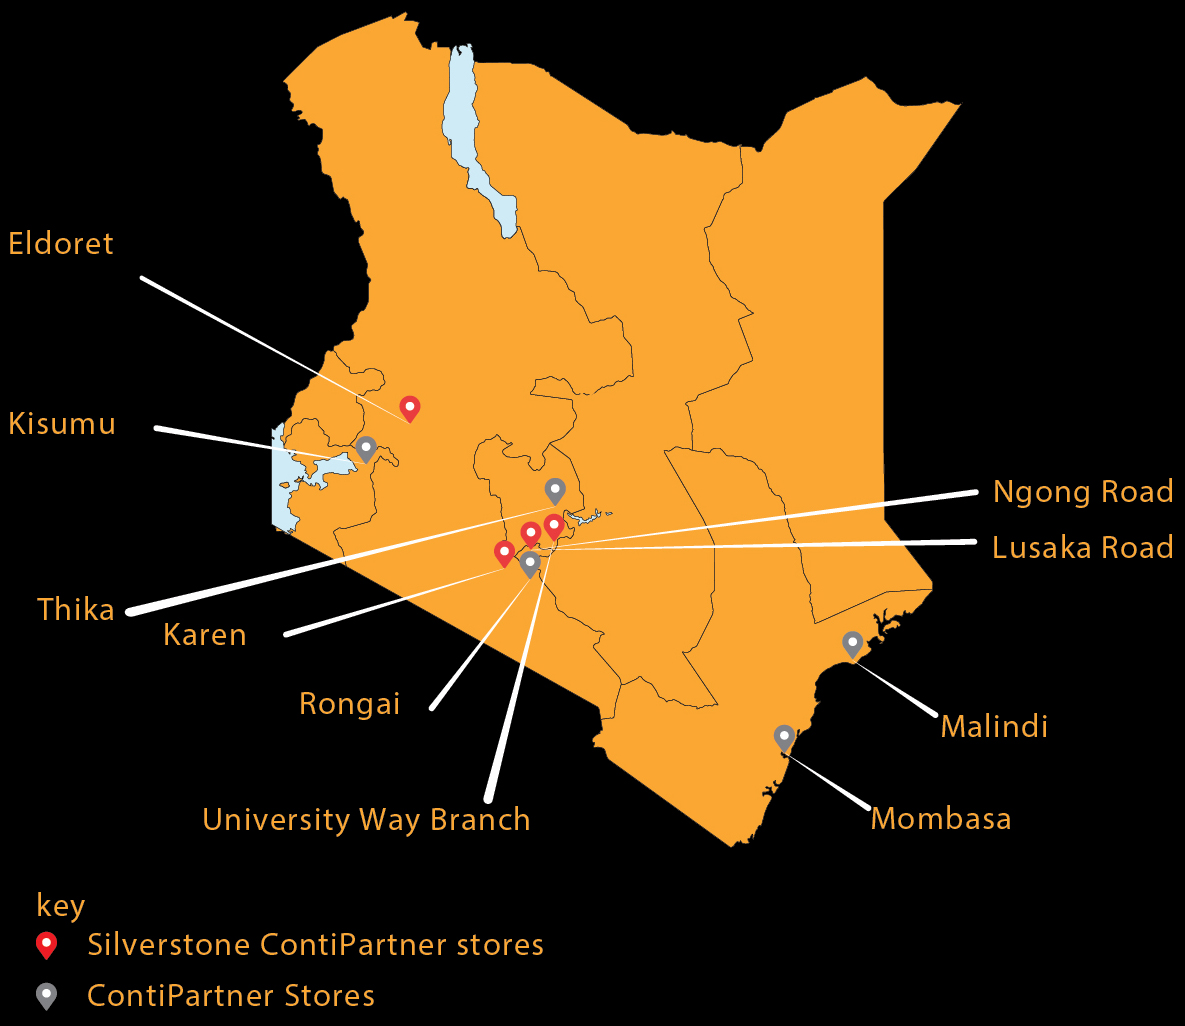 Eldoret
Kisumu
Ngong Road
Lusaka Road
Thika
Karen
Rongai
Malindi
University Way Branch
Mombasa
key
Silverstone ContiPartner stores
ContiPartner Stores